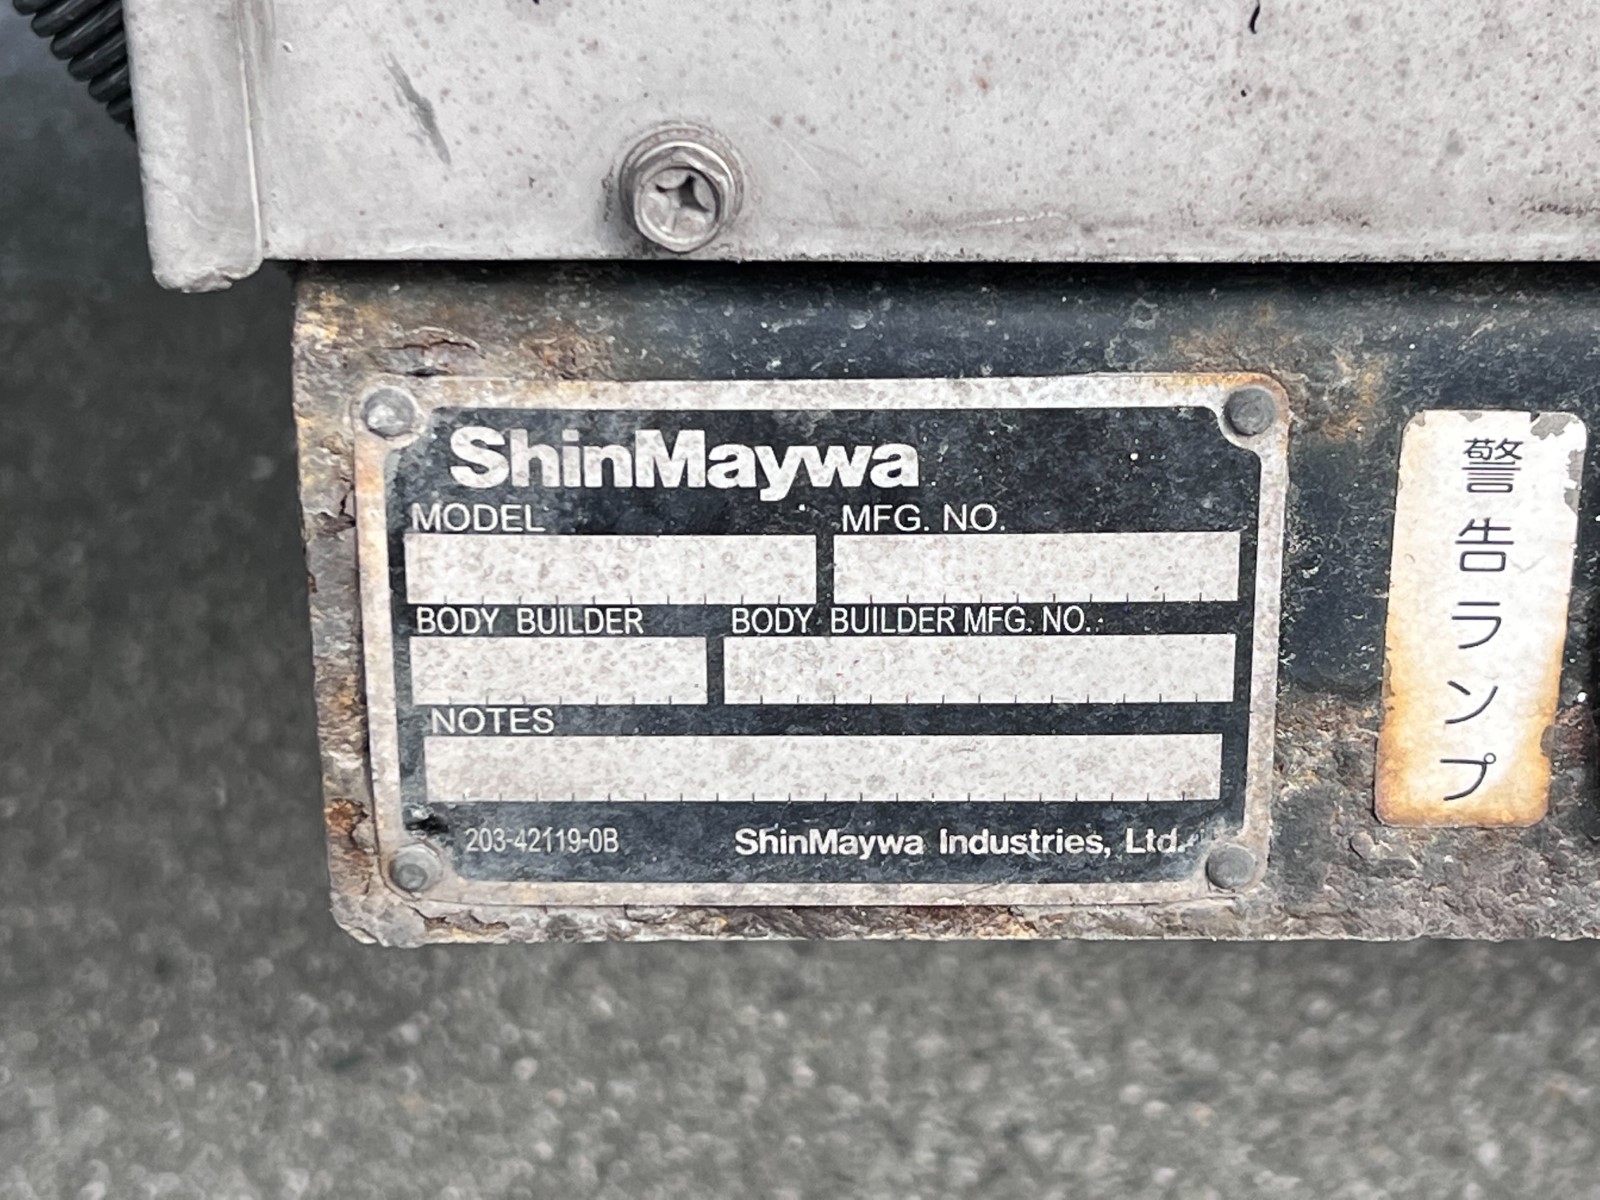 ShinMaywa
MODEL
MFG. NO.
BODY BUILDER
BODY BUILDER MFG. NO.
NOTES
203-42119-0B
ShinMaywa Industries, Ltd.
警告ランプ